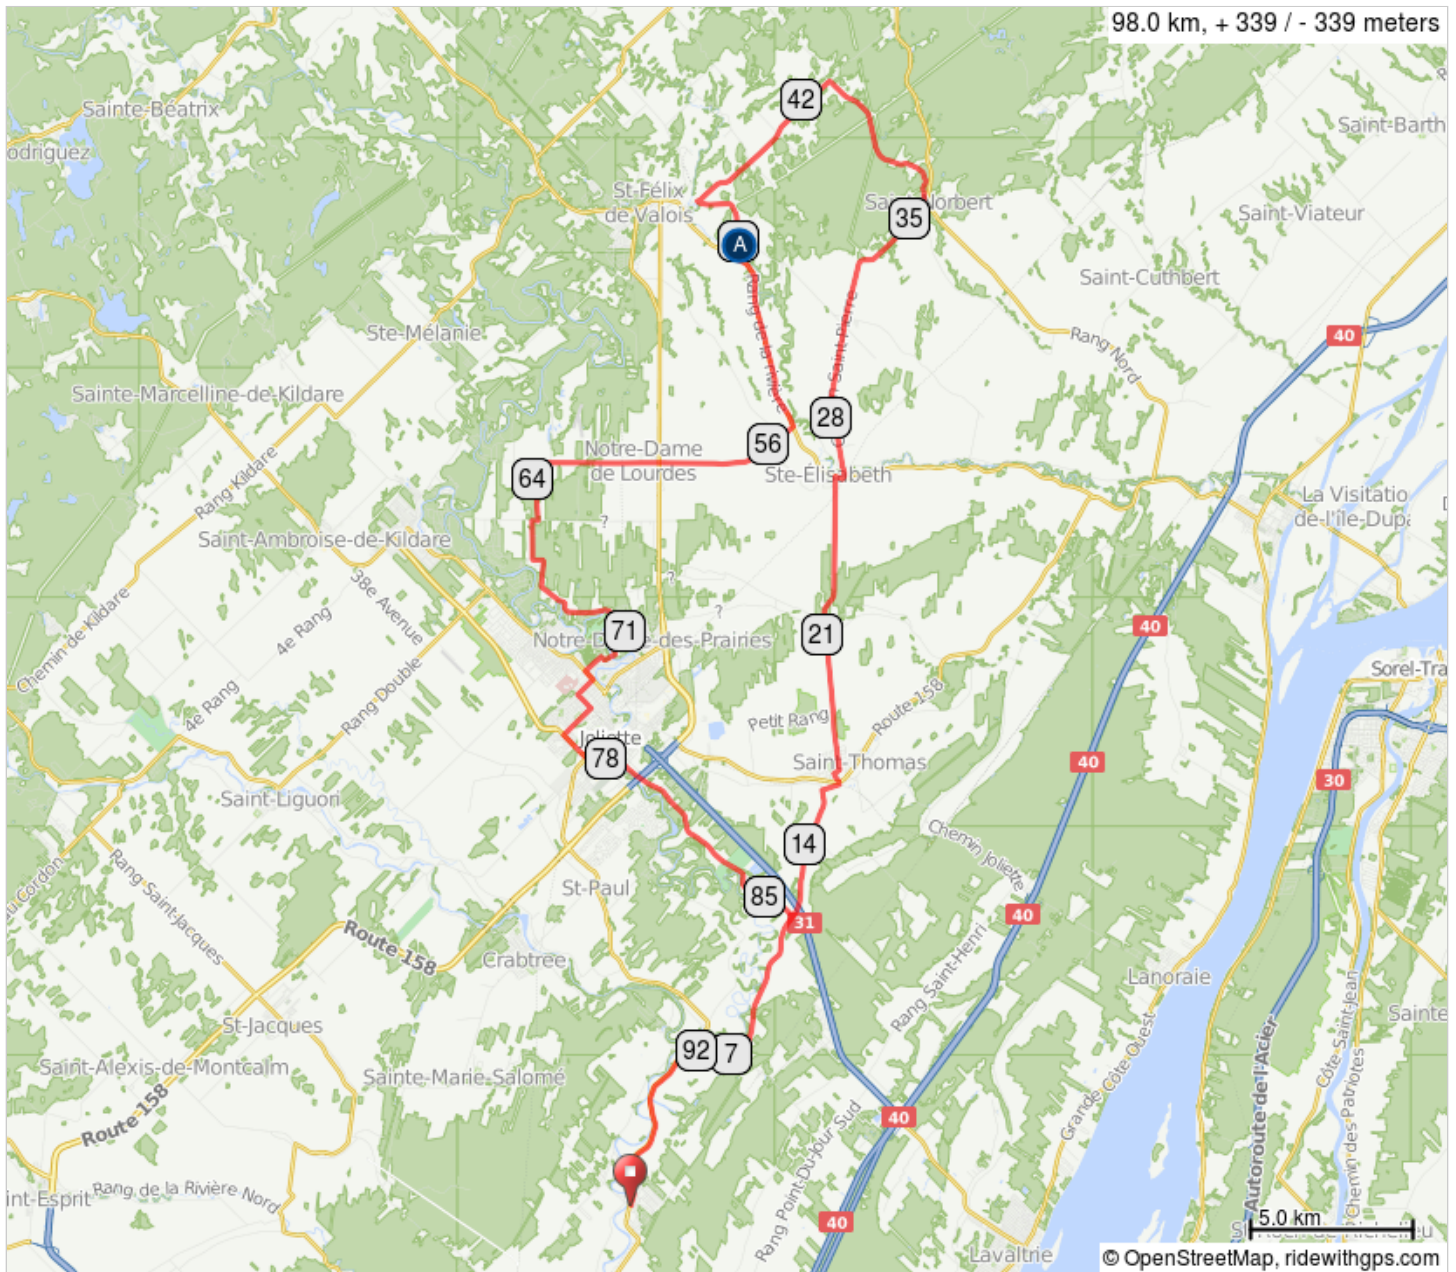 98.0 km, + 339 / - 339 meters
42
Sainte-Béatrix
Saint-Barth
odriguez
St-Félix
de Valois
35
Saint-Viateur
A
Saint-Cuthbert
40
Ste-Mélanie
Rang de la rivière
Saint-Pierre
Rang Nord
Sainte-Marcelline-de-Kildare
28
56
Notre-Dame
de Lourdes
64
Ste-Élisabeth
Rang Kildare
La Visitatio
de-l'île-Dupa
Saint-Ambroise-de-Kildare
?
?
?
38e Avenue
Chemin de Kildare
4e Rang
71
21
40
Sorel-Tra
4e Rang
Rang Double
Petit Rang
Route 158
Joliette
78
Saint-Thomas
40
30
Saint-Liguori
Chemin Joliette
14
Rang Saint-Jacques
St-Paul
85
31
40
Route 158
Crabtree
Rang Saint-Henri
Lanoraie
St-Jacques
Côte Saint-Jean
Sainte
92
7
Saint-Alexis-de-Montcalm
Sainte-Marie-Salomé
Grande Côte Ouest
Autoroute de l'Acier
Chemin des Patriotes
Route 158
40
Rang Point-Du-Jour Sud
int-Esprit
Rang de la Rivière Nord
40
5.0 km
Lavaltrie
© OpenStreetMap, ridewithgps.com